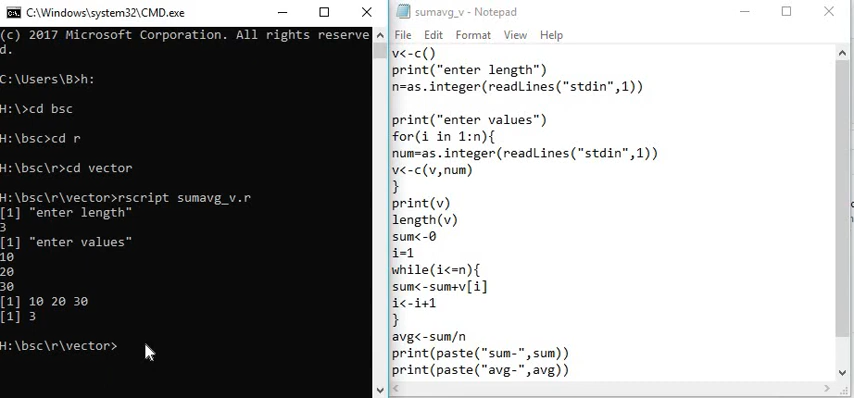 C:\Windows\system32\CMD.exe
(c) 2017 Microsoft Corporation. All rights reserve
d.
C:\Users\B>h:
H:\>cd bsc
H:\bsc>cd r
H:\bsc\r>cd vector
H:\bsc\r\vector>rscript sumavg_v.r
[1] "enter length"
3
[1] "enter values"
10
20
30
[1] 10 20 30
[1] 3
H:\bsc\r\vector>
sumavg_v - Notepad
File Edit Format View Help
v<-c()
print("enter length")
n=as.integer(readLines("stdin",1))
print("enter values")
for(i in 1:n){
num=as.integer(readLines("stdin",1))
v<-c(v,num)
}
print(v)
length(v)
sum<-0
i=1
while(i<=n){
sum<-sum+v[i]
i<-i+1
}
avg<-sum/n
print(paste("sum-",sum))
print(paste("avg-",avg))